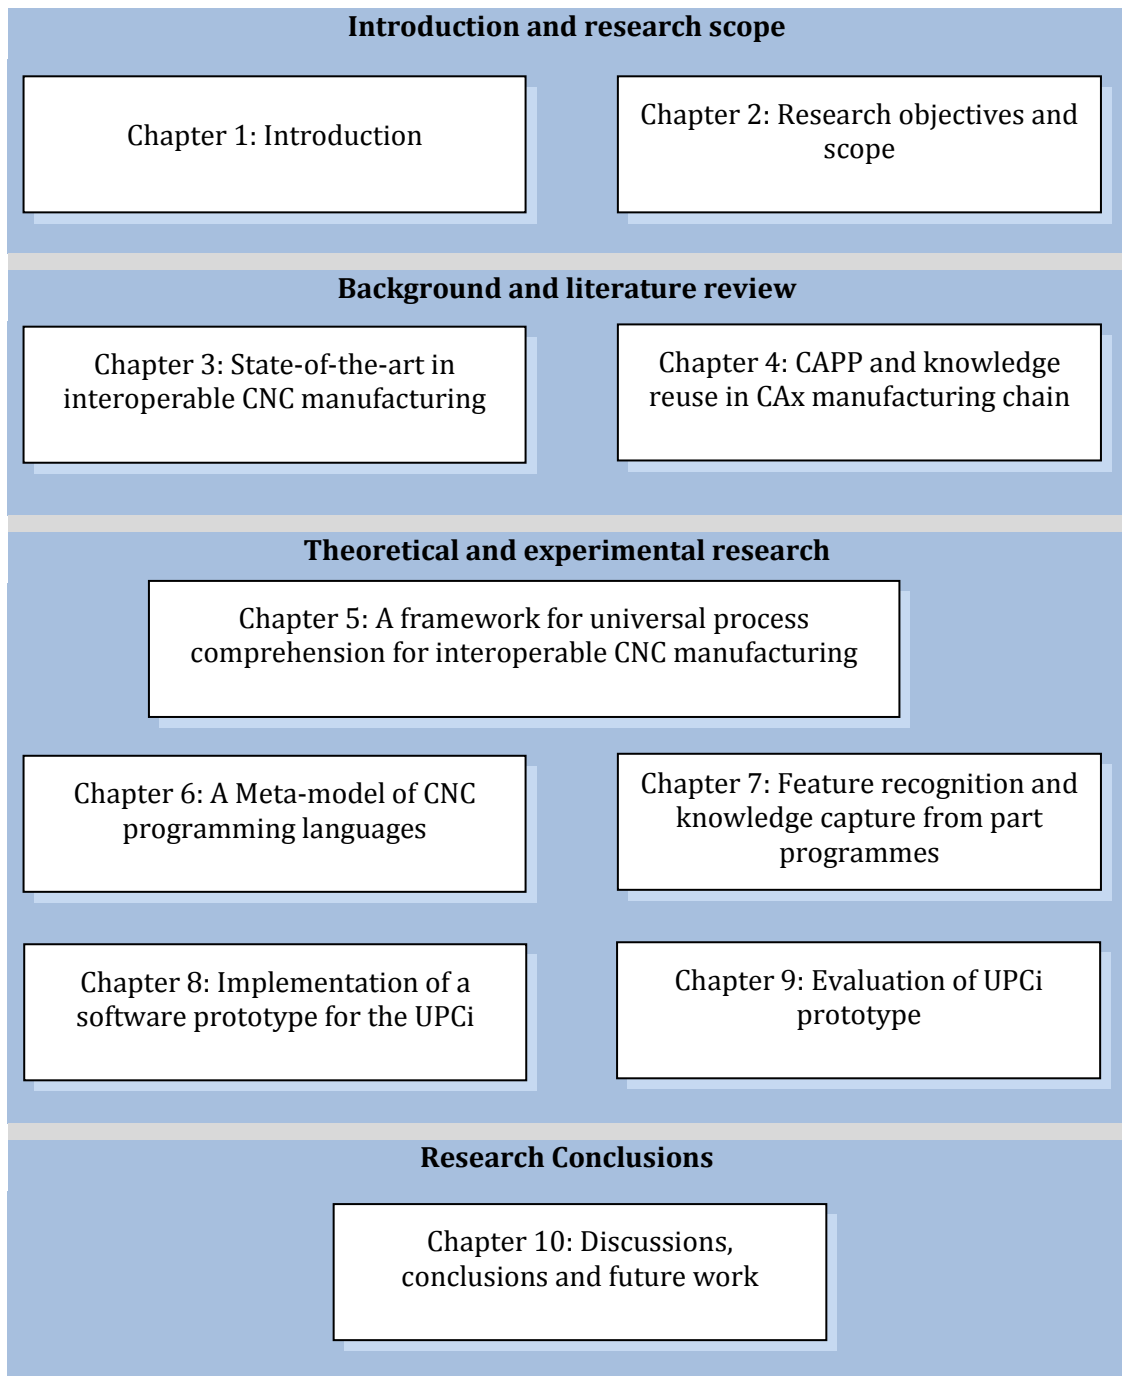 Introduction and research scope
Chapter 1: Introduction
Chapter 2: Research objectives and
scope
Background and literature review
Chapter 3: State-of-the-art in
interoperable CNC manufacturing
Chapter 4: CAPP and knowledge
reuse in CAx manufacturing chain
Theoretical and experimental research
Chapter 5: A framework for universal process
comprehension for interoperable CNC manufacturing
Chapter 6: A Meta-model of CNC
programming languages
Chapter 7: Feature recognition and
knowledge capture from part
programmes
Chapter 8: Implementation of a
software prototype for the UPCi
Chapter 9: Evaluation of UPCi
prototype
Research Conclusions
Chapter 10: Discussions,
conclusions and future work